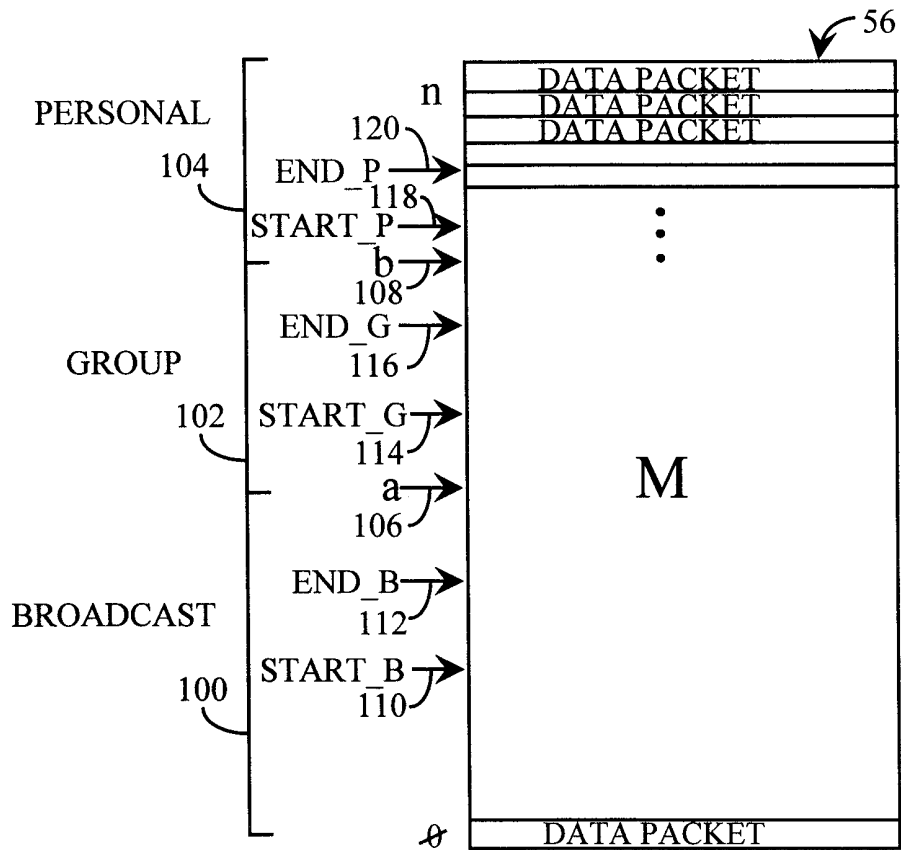 56
DATA PACKET
n
DATA PACKET
PERSONAL
120
DATA PACKET
104
END_P
118
START_P
b
108
END_G
GROUP
116
102
START_G
114
a
M
106
END_B
BROADCAST
112
START_B
100
110
0
DATA PACKET